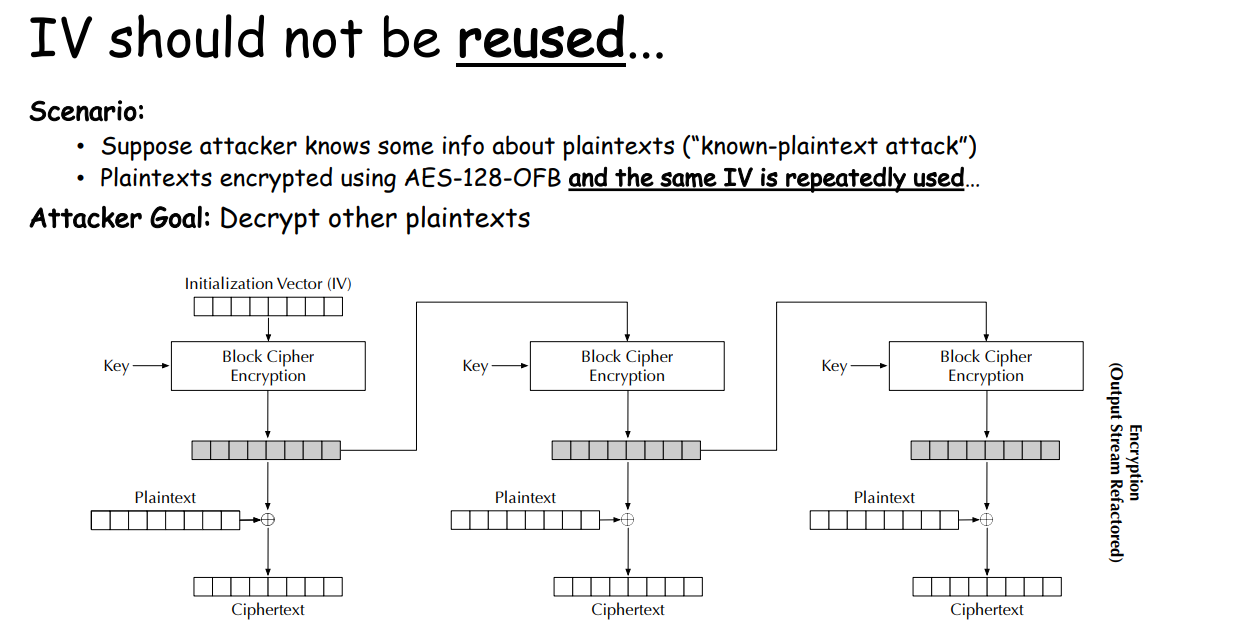 IV should not be reused...
Scenario:
• Suppose attacker knows some info about plaintexts (“known-plaintext attack”)
• Plaintexts encrypted using AES-128-OFB and the same IV is repeatedly used…
Attacker Goal: Decrypt other plaintexts
Initialization Vector (IV)
Key
Block Cipher
Encryption
Key
Block Cipher
Encryption
Key
Block Cipher
Encryption
Plaintext
Plaintext
Plaintext
Ciphertext
Ciphertext
Ciphertext
Encryption
(Output Stream Refactored)